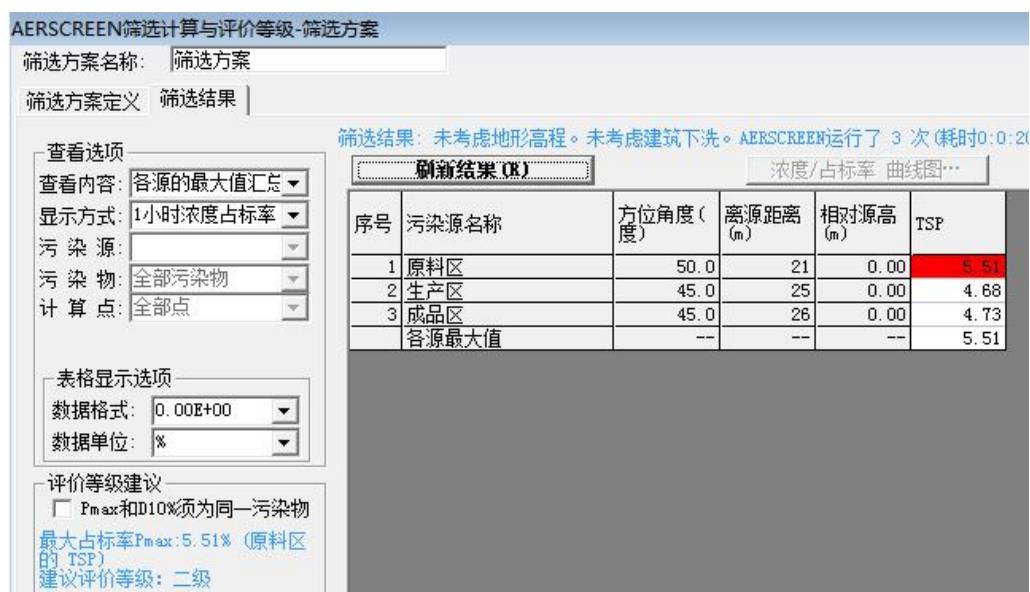 AERSCREEN筛选计算与评价等级-筛选方案
筛选方案名称: 筛选方案
筛选方案定义 筛选结果
筛选结果: 未考虑地形高程。未考虑建筑下洗。AERSCREEN运行了 3 次(耗时0:0:20
查看选项
查看内容: 各源的最大值汇总
显示方式: 1小时浓度占标率
污 染 源:
污 染 物: 全部污染物
计 算 点: 全部点
刷新结果(R) 浓度/占标率 曲线图…
序号 污染源名称 方位角度(度) 离源距离(m) 相对源高(m) TSP
1 原料区 50.0 21 0.00 5.51
2 生产区 45.0 25 0.00 4.68
3 成品区 45.0 26 0.00 4.73
各源最大值 -- -- -- 5.51
表格显示选项
数据格式: 0.00E+00
数据单位: %
评价等级建议
Pmax和D10%须为同一污染物
最大占标率Pmax:5.51% (原料区
的 TSP)
建议评价等级: 二级